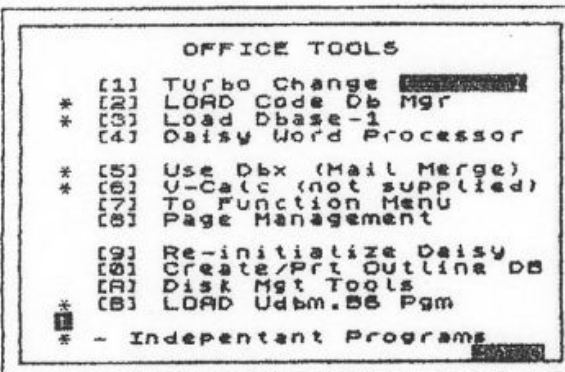 OFFICE TOOLS
[1] Turbo Change
* [2] LOAD Code Db Mgr
* [3] Load Dbase-1
[4] Daisy Word Processor
* [5] Use Dbx (Mail Merge)
* [6] V-Calc (not supplied)
[7] To Function Menu
[8] Page Management
[9] Re-initialize Daisy
[0] Create/Prt Outline DB
[A] Disk Mgt Tools
* [B] LOAD Udbm.B6 Pgm
* - Indepentant Programs